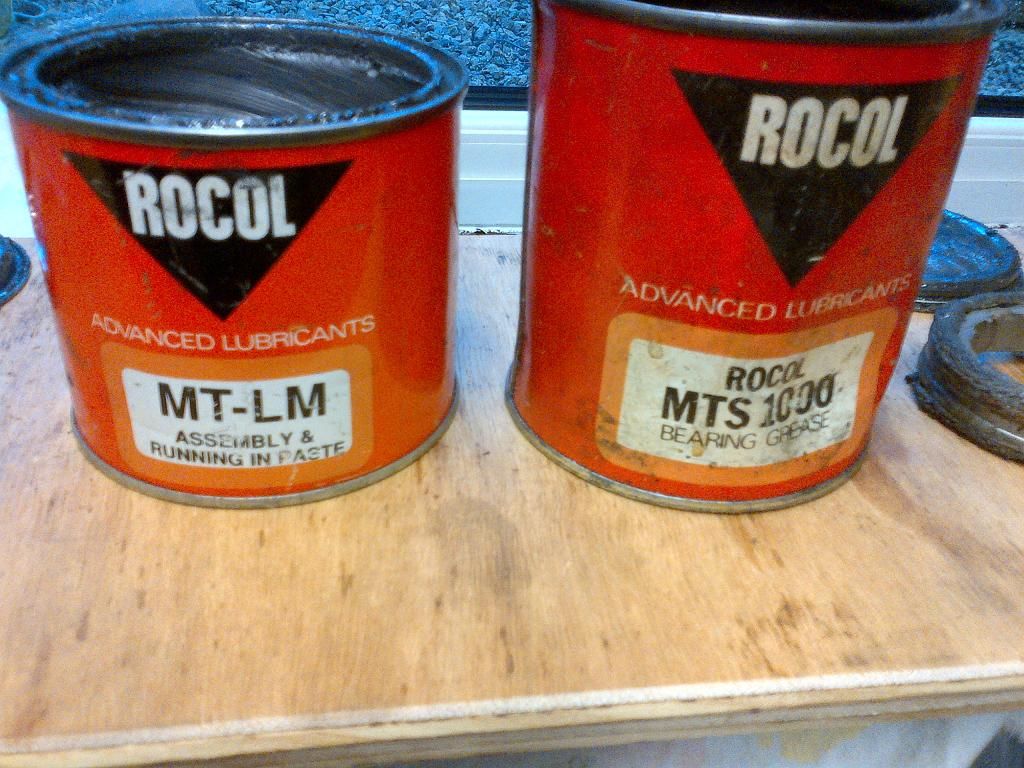 ROCOL
ADVANCED LUBRICANTS
MT-LM
ASSEMBLY &
RUNNING IN PASTE
ROCOL
ADVANCED LUBRICANTS
ROCOL
MTS 1000
BEARING GREASE